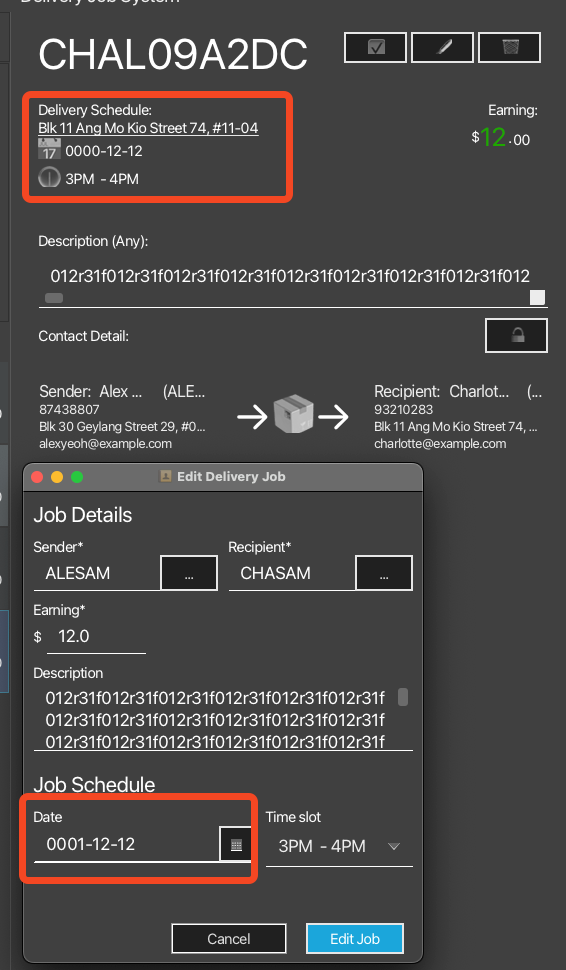 Delivery Job System
CHAL09A2DC
Delivery Schedule:
Earning:
Blk 11 Ang Mo Kio Street 74, #11-04
$12.00
17 0000-12-12
3PM - 4PM
Description (Any):
012r31f012r31f012r31f012r31f012r31f012r31f012r31f012r31f012
Contact Detail:
Sender: Alex ... (ALE...
Recipient: Charlot... (...
87438807
93210283
Blk 30 Geylang Street 29, #0...
Blk 11 Ang Mo Kio Street 74, ...
alexyeoh@example.com
charlotte@example.com
Edit Delivery Job
Job Details
Sender*
Recipient*
ALESAM ...
CHASAM ...
Earning*
$ 12.0
Description
012r31f012r31f012r31f012r31f012r31f012r31f
012r31f012r31f012r31f012r31f012r31f012r31f
012r31f012r31f012r31f012r31f012r31f012r31f
Job Schedule
Date
Time slot
0001-12-12
3PM - 4PM
Cancel
Edit Job